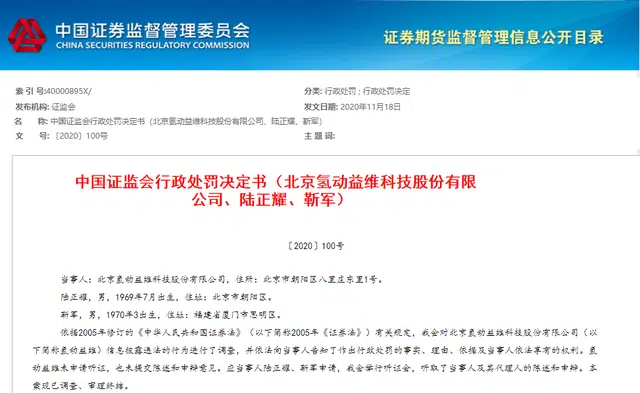 中国证券监督管理委员会
CHINA SECURITIES REGULATORY COMMISSION
证券期货监督管理信息公开目录
索 引 号:40000895X/ 分类: 行政处罚 ; 行政处罚决定
发布机构: 证监会 发文日期: 2020年11月18日
名 称: 中国证监会行政处罚决定书（北京氢动益维科技股份有限公司、陆正耀、靳军）
文 号: 〔2020〕100号 主 题 词:
中国证监会行政处罚决定书（北京氢动益维科技股份有限
公司、陆正耀、靳军）
〔2020〕100号
当事人：北京氢动益维科技股份有限公司，住所：北京市朝阳区八里庄东里1号。
陆正耀，男，1969年7月出生，住址：北京市朝阳区。
靳军，男，1970年3出生，住址：福建省厦门市思明区。
依据2005年修订的《中华人民共和国证券法》（以下简称2005年《证券法》）有关规定，我会对北京氢动益维科技股份有限公司（以
下简称氢动益维）信息披露违法的行为进行了调查，并依法向当事人告知了作出行政处罚的事实、理由、依据及当事人依法享有的权利。氢
动益维未申请听证，也未提交陈述和申辩意见。应当事人陆正耀、靳军申请，我会举行听证会，听取了当事人及其代理人的陈述和申辩。本
案现已调查、审理终结。